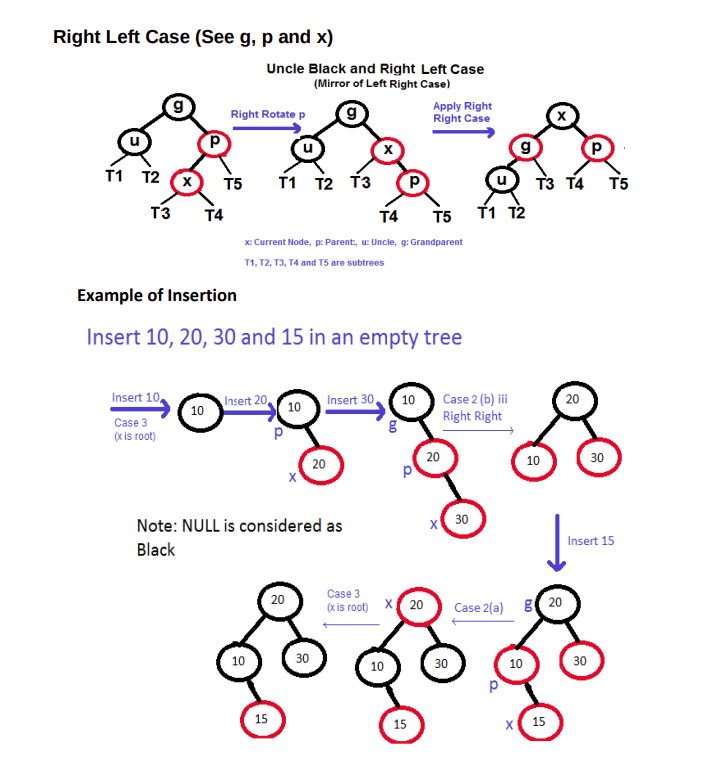 Right Left Case (See g, p and x)
Uncle Black and Right Left Case
(Mirror of Left Right Case)
g
u
p
T1 T2
x
T5
T3 T4
Right Rotate p
g
u
x
T1 T2 T3
p
T4 T5
Apply Right
Right Case
x
g
p
u
T3 T4 T5
T1 T2
x: Current Node, p: Parent:, u: Uncle, g: Grandparent
T1, T2, T3, T4 and T5 are subtrees
Example of Insertion
Insert 10, 20, 30 and 15 in an empty tree
Insert 10
Case 3
(x is root)
10
Insert 20
10
p
20
x
Insert 30
10
g
20
p
30
x
Case 2 (b) iii
Right Right
20
10
30
Note: NULL is considered as
Black
Insert 15
20
g
10
30
p
15
x
Case 2(a)
x
20
10
30
15
Case 3
(x is root)
20
10
30
15